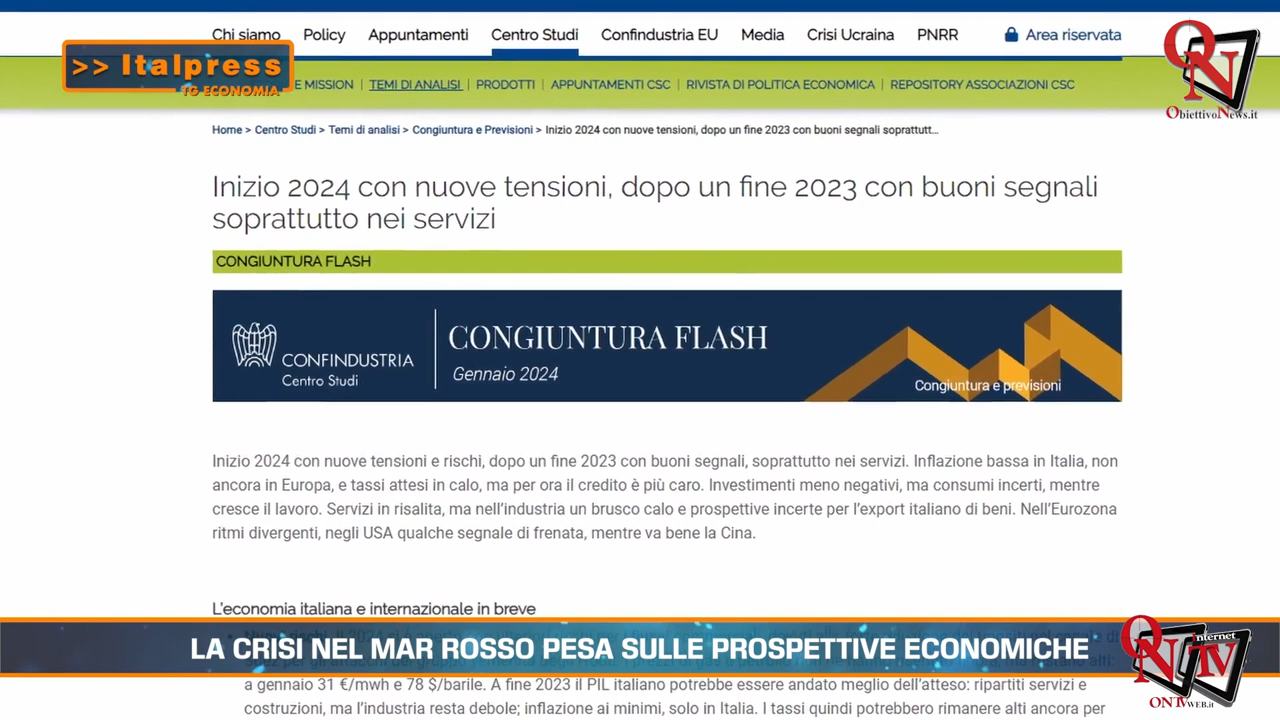 Chi siamo Policy Appuntamenti Centro Studi Confindustria EU Media Crisi Ucraina PNRR Area riservata
>> Italpress
TG ECONOMIA
E MISSION | TEMI DI ANALISI | PRODOTTI | APPUNTAMENTI CSC | RIVISTA DI POLITICA ECONOMICA | REPOSITORY ASSOCIAZIONI CSC
ON
ObiettivoNews.it
Home > Centro Studi > Temi di analisi > Congiuntura e Previsioni > Inizio 2024 con nuove tensioni, dopo un fine 2023 con buoni segnali soprattutt...
Inizio 2024 con nuove tensioni, dopo un fine 2023 con buoni segnali
soprattutto nei servizi
CONGIUNTURA FLASH
CONFINDUSTRIA
Centro Studi
CONGIUNTURA FLASH
Gennaio 2024
Congiuntura e previsioni
Inizio 2024 con nuove tensioni e rischi, dopo un fine 2023 con buoni segnali, soprattutto nei servizi. Inflazione bassa in Italia, non
ancora in Europa, e tassi attesi in calo, ma per ora il credito è più caro. Investimenti meno negativi, ma consumi incerti, mentre
cresce il lavoro. Servizi in risalita, ma nell'industria un brusco calo e prospettive incerte per l'export italiano di beni. Nell'Eurozona
ritmi divergenti, negli USA qualche segnale di frenata, mentre va bene la Cina.
L'economia italiana e internazionale in breve
LA CRISI NEL MAR ROSSO PESA SULLE PROSPETTIVE ECONOMICHE
a gennaio 31 €/mwh e 78 $/barile. A fine 2023 il PIL italiano potrebbe essere andato meglio dell'atteso: ripartiti servizi e
costruzioni, ma l'industria resta debole; inflazione ai minimi, solo in Italia. I tassi quindi potrebbero rimanere alti ancora per
internet
ON TV
ONTVWEB.it